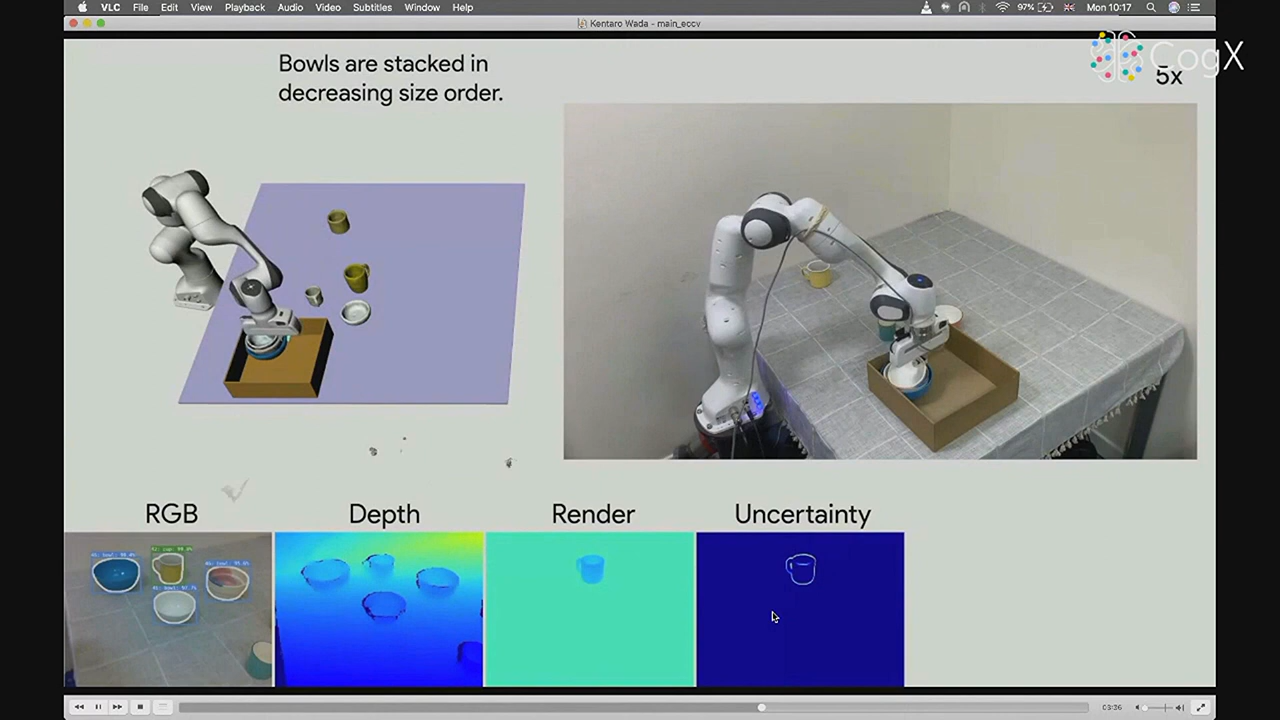 VLC File Edit View Playback Audio Video Subtitles Window Help 97% Mon 10:17
Kentaro Wada - main_eccv
CogX
Bowls are stacked in
decreasing size order.
5x
RGB Depth Render Uncertainty
03:36